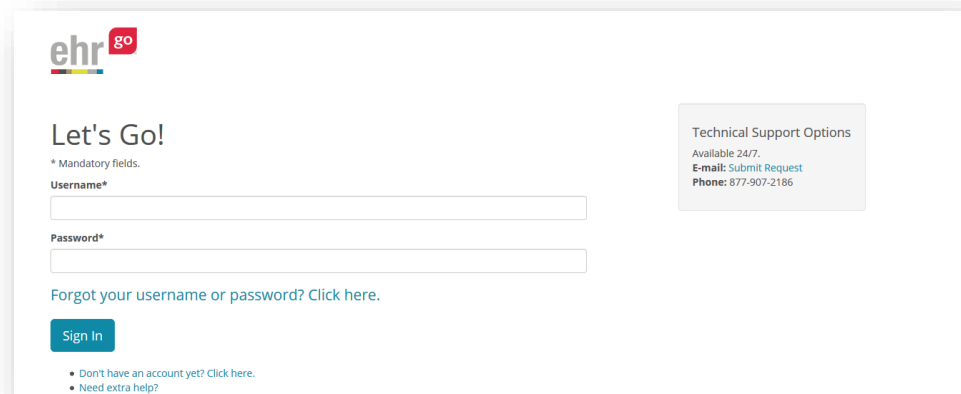 ehr go
Let's Go!
* Mandatory fields.
Username*
Password*
Forgot your username or password? Click here.
Sign In
Don't have an account yet? Click here.
Need extra help?
Technical Support Options
Available 24/7.
E-mail: Submit Request
Phone: 877-907-2186